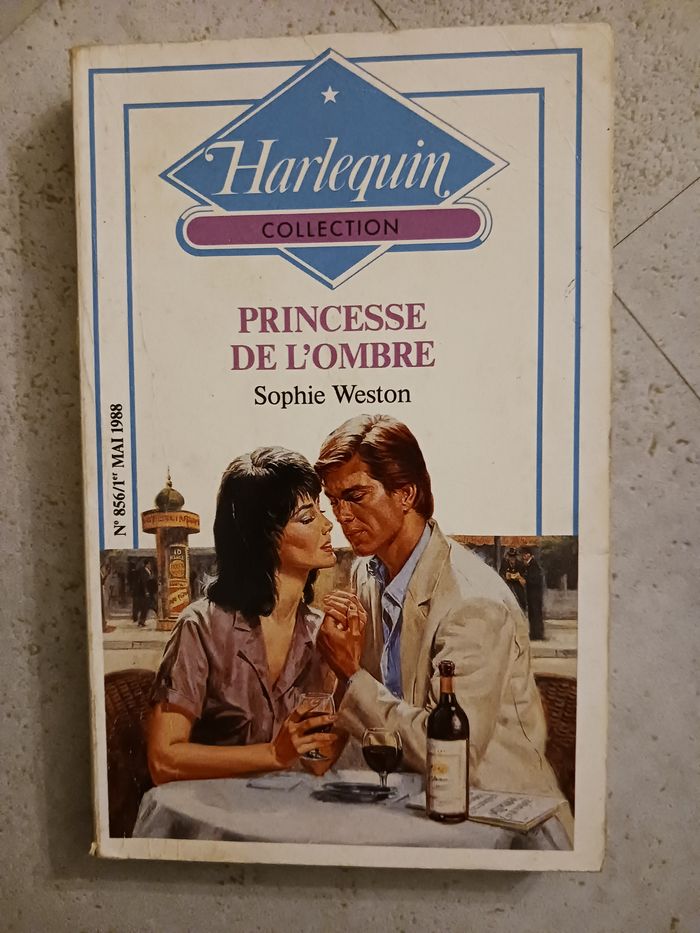 Harlequin
COLLECTION
PRINCESSE
DE L'OMBRE
Sophie Weston
N° 856/1er MAI 1988